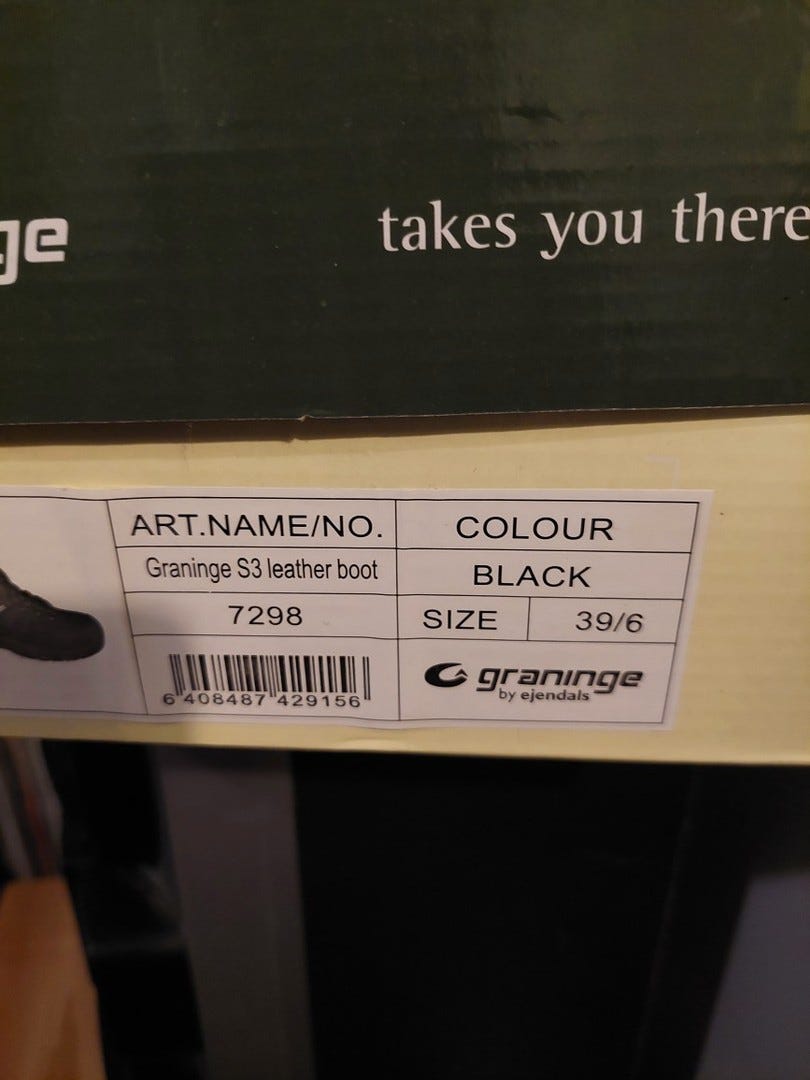 ge
takes you there
ART.NAME/NO.
COLOUR
Graninge S3 leather boot
BLACK
7298
SIZE
39/6
6 408487 429156
graninge
by ejendals